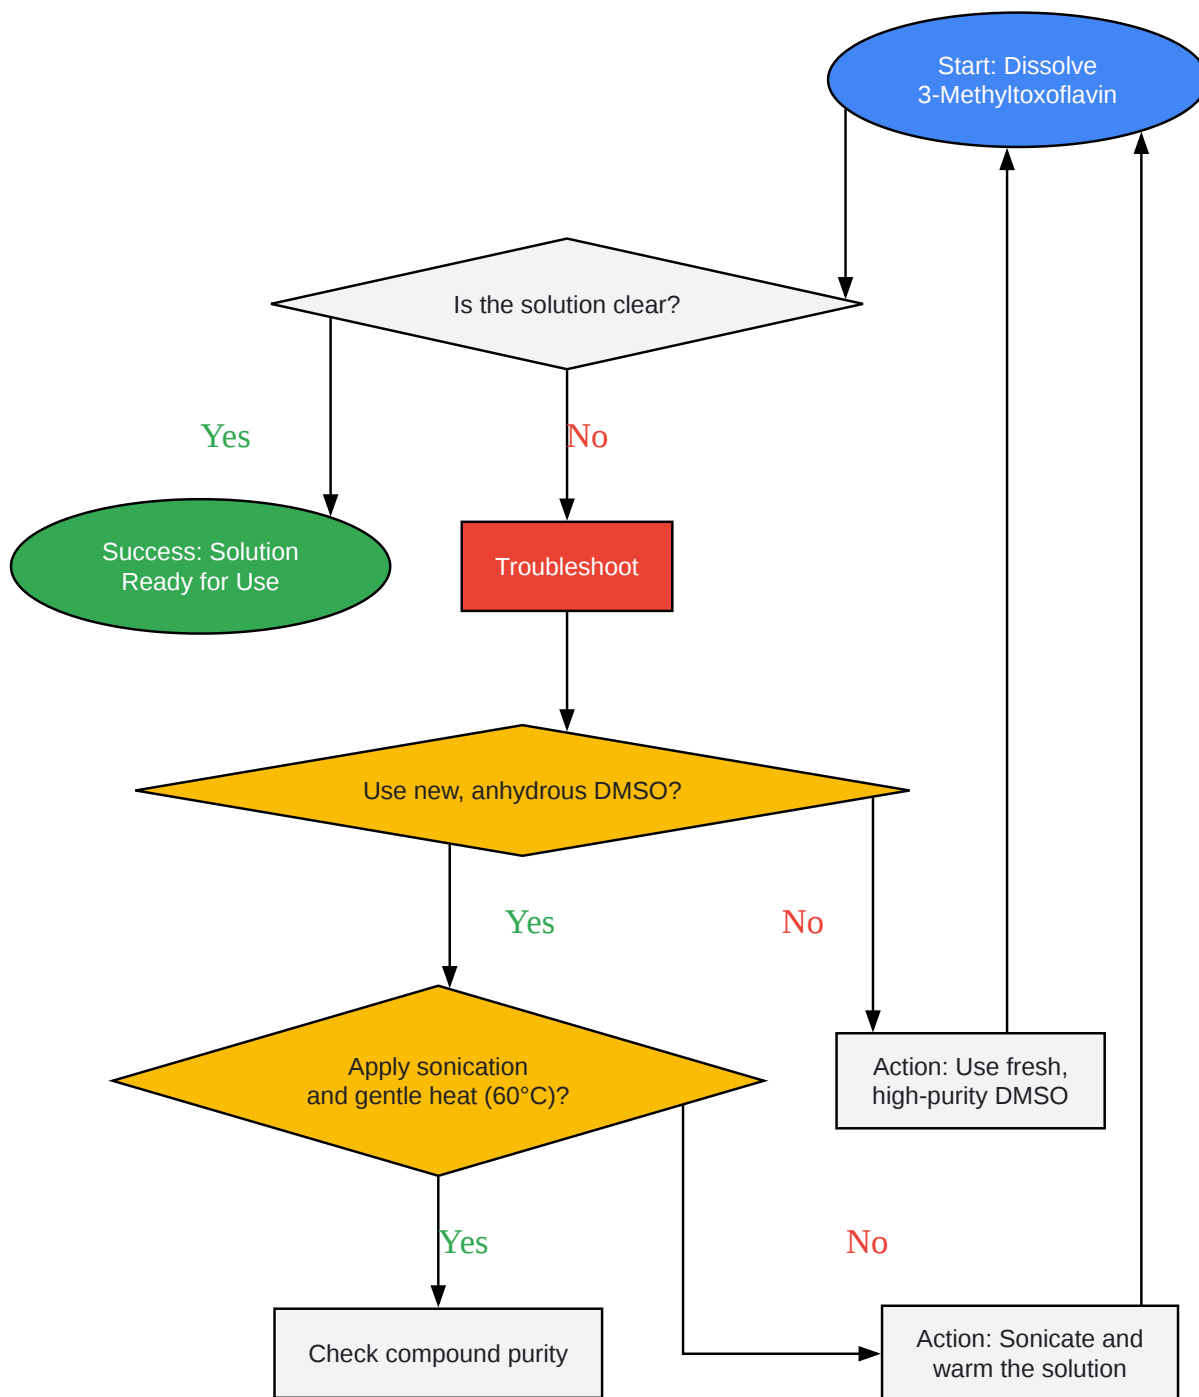 Start: Dissolve
3-Methyltoxoflavin
Is the solution clear?
Yes
No
Success: Solution
Ready for Use
Troubleshoot
Use new, anhydrous DMSO?
Yes
No
Apply sonication
and gentle heat (60°C)?
Action: Use fresh,
high-purity DMSO
Yes
No
Check compound purity
Action: Sonicate and
warm the solution